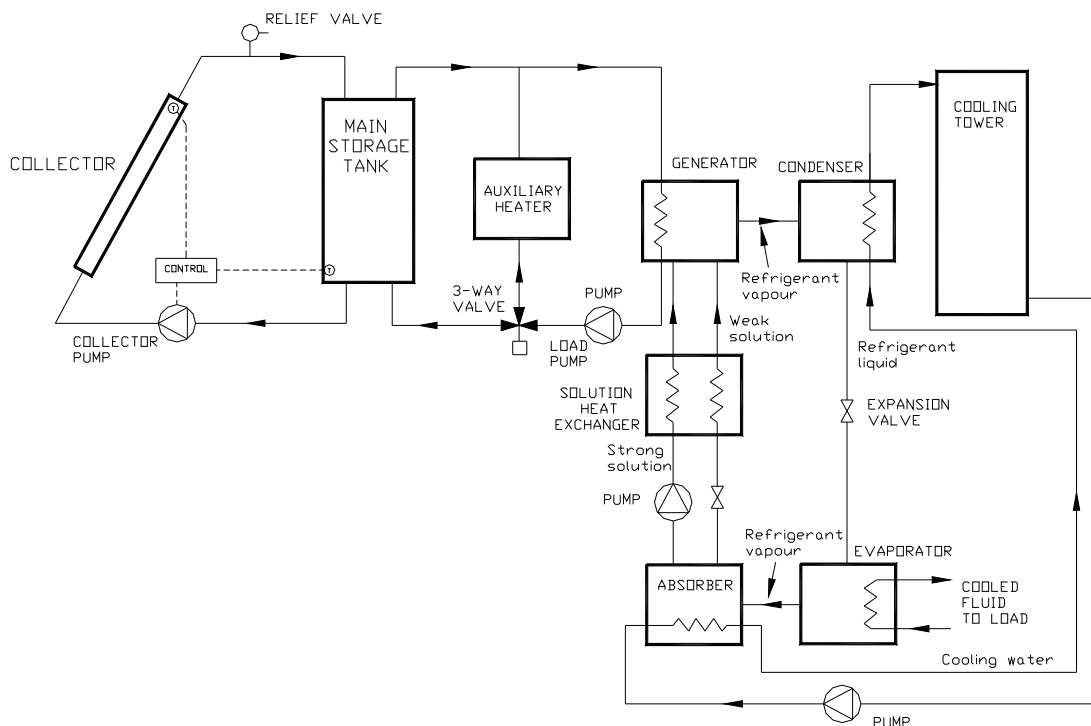 RELIEF VALVE
COLLECTOR
T
MAIN
STORAGE
TANK
T
CONTROL
COLLECTOR
PUMP
AUXILIARY
HEATER
3-WAY
VALVE
LOAD
PUMP
PUMP
GENERATOR
CONDENSER
COOLING
TOWER
Refrigerant
vapour
Weak
solution
Refrigerant
liquid
SOLUTION
HEAT
EXCHANGER
EXPANSION
VALVE
Strong
solution
PUMP
Refrigerant
vapour
EVAPORATOR
ABSORBER
COOLED
FLUID
TO LOAD
Cooling water
PUMP